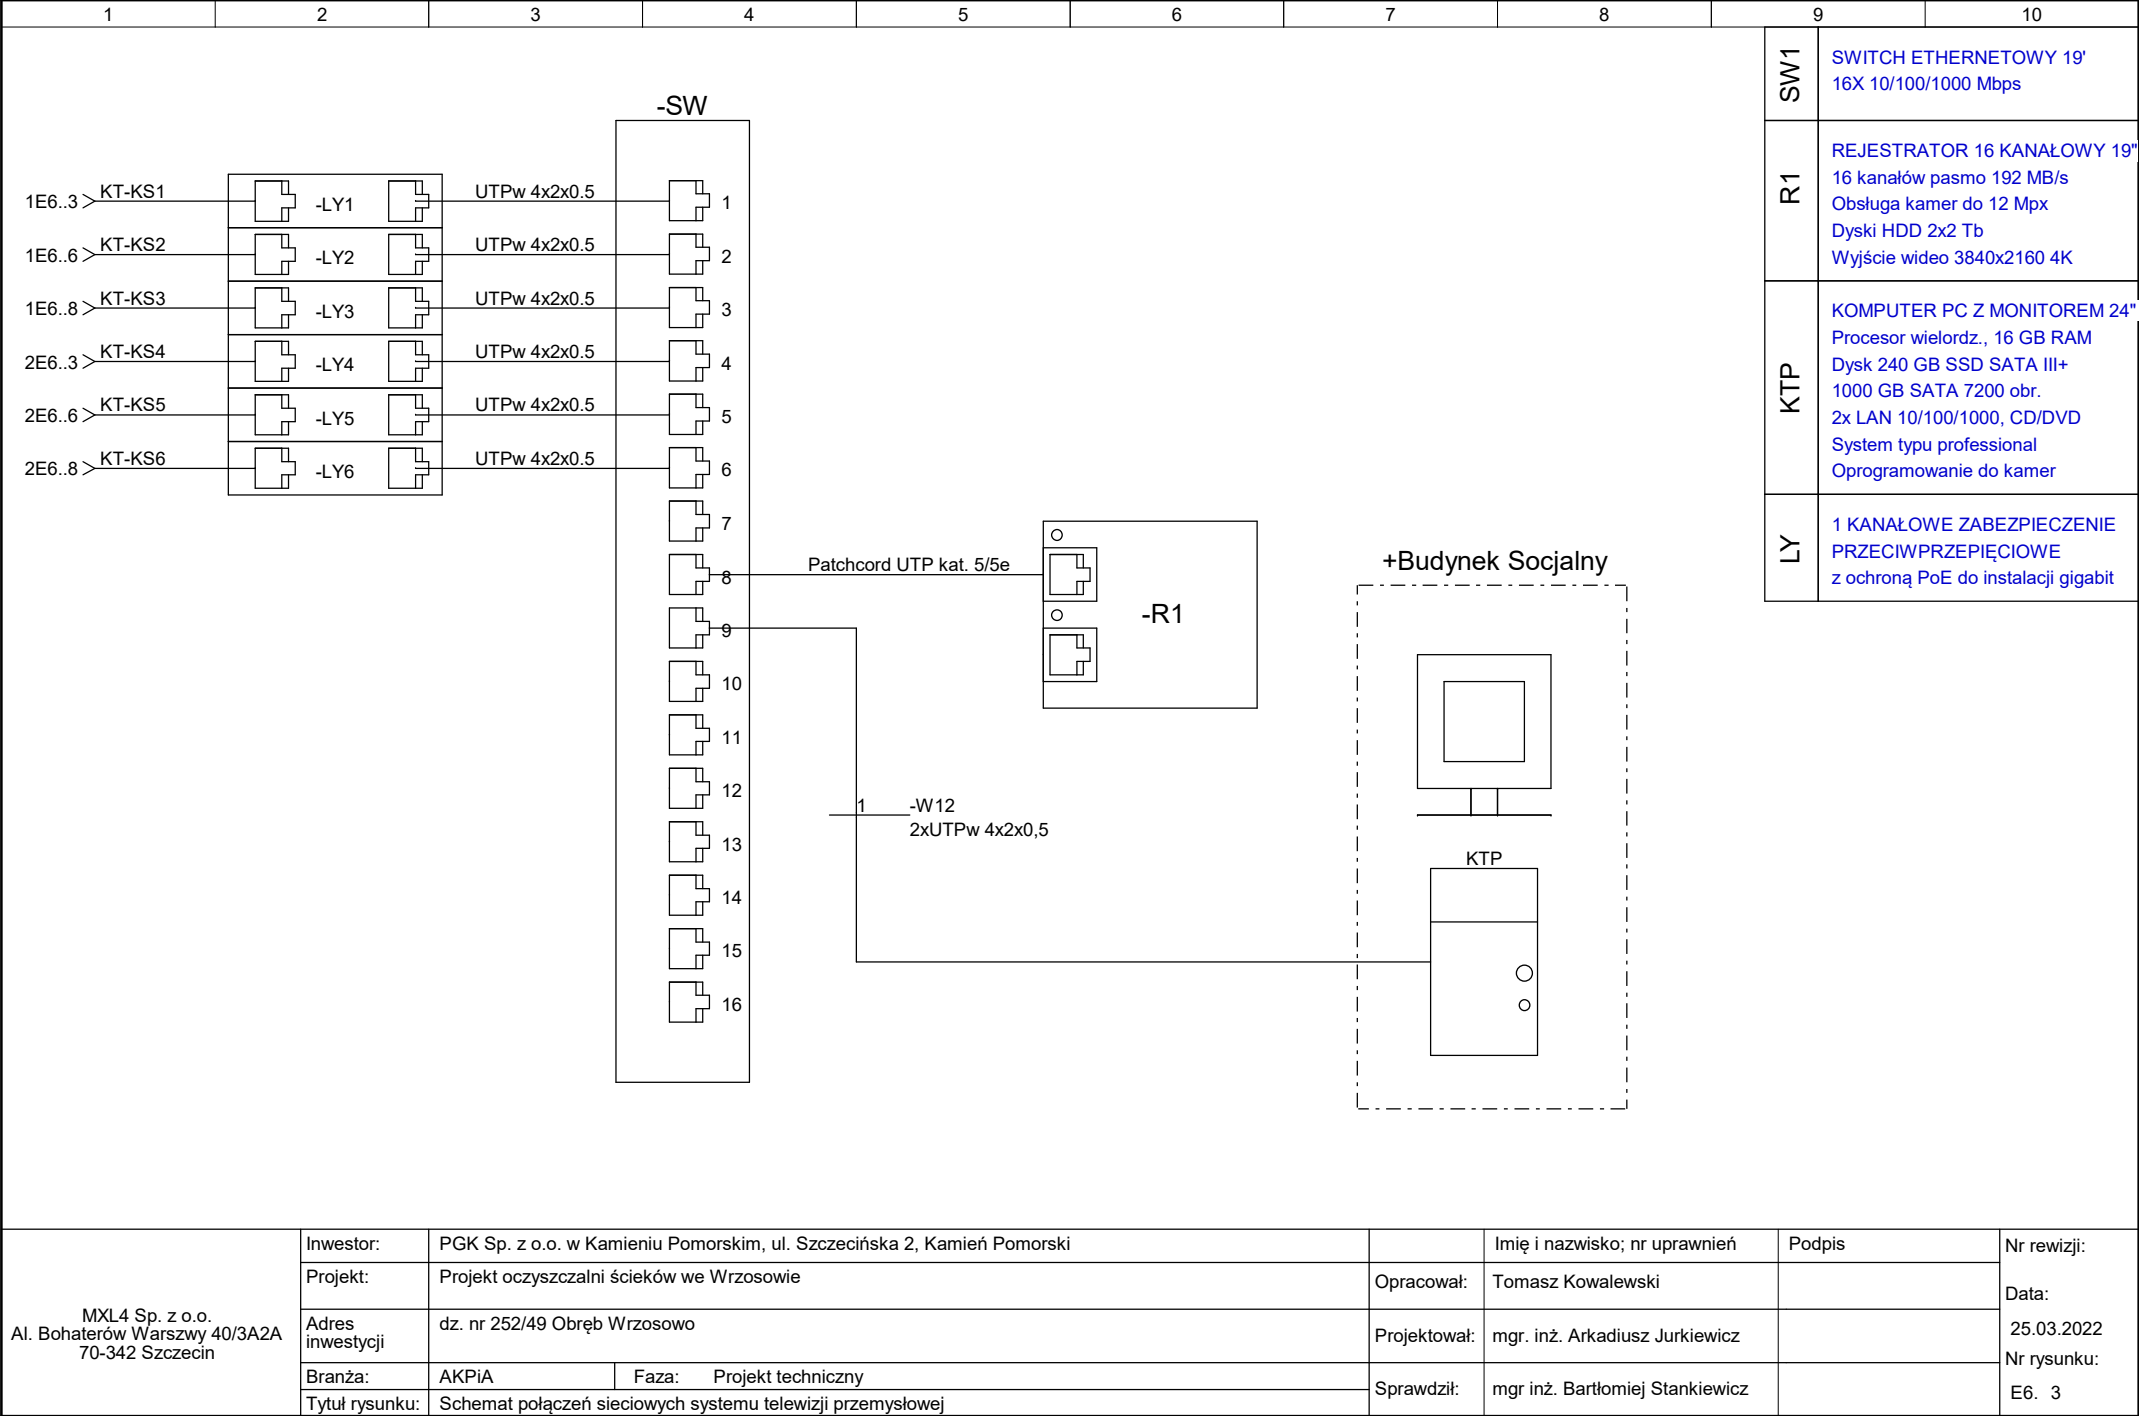 1 2 3 4 5 6 7 8 9 10
SW1
SWITCH ETHERNETOWY 19'
16X 10/100/1000 Mbps
R1
REJESTRATOR 16 KANAŁOWY 19"
16 kanałów pasmo 192 MB/s
Obsługa kamer do 12 Mpx
Dyski HDD 2x2 Tb
Wyjście wideo 3840x2160 4K
KTP
KOMPUTER PC Z MONITOREM 24"
Procesor wielordz., 16 GB RAM
Dysk 240 GB SSD SATA III+
1000 GB SATA 7200 obr.
2x LAN 10/100/1000, CD/DVD
System typu professional
Oprogramowanie do kamer
LY
1 KANAŁOWE ZABEZPIECZENIE
PRZECIWPRZEPIĘCIOWE
z ochroną PoE do instalacji gigabit
-SW
1E6..3 KT-KS1 -LY1 UTPw 4x2x0.5 1
1E6..6 KT-KS2 -LY2 UTPw 4x2x0.5 2
1E6..8 KT-KS3 -LY3 UTPw 4x2x0.5 3
2E6..3 KT-KS4 -LY4 UTPw 4x2x0.5 4
2E6..6 KT-KS5 -LY5 UTPw 4x2x0.5 5
2E6..8 KT-KS6 -LY6 UTPw 4x2x0.5 6
7
8 Patchcord UTP kat. 5/5e
-R1
9
10
11
12
13
14
15
16
1 -W12
2xUTPw 4x2x0,5
+Budynek Socjalny
KTP
MXL4 Sp. z o.o.
Al. Bohaterów Warszwy 40/3A2A
70-342 Szczecin
Inwestor: PGK Sp. z o.o. w Kamieniu Pomorskim, ul. Szczecińska 2, Kamień Pomorski
Projekt: Projekt oczyszczalni ścieków we Wrzosowie
Adres
inwestycji
dz. nr 252/49 Obręb Wrzosowo
Branża: AKPiA Faza: Projekt techniczny
Tytuł rysunku: Schemat połączeń sieciowych systemu telewizji przemysłowej
Imię i nazwisko; nr uprawnień Podpis
Opracował: Tomasz Kowalewski
Projektował: mgr. inż. Arkadiusz Jurkiewicz
Sprawdził: mgr inż. Bartłomiej Stankiewicz
Nr rewizji:
Data:
25.03.2022
Nr rysunku:
E6. 3